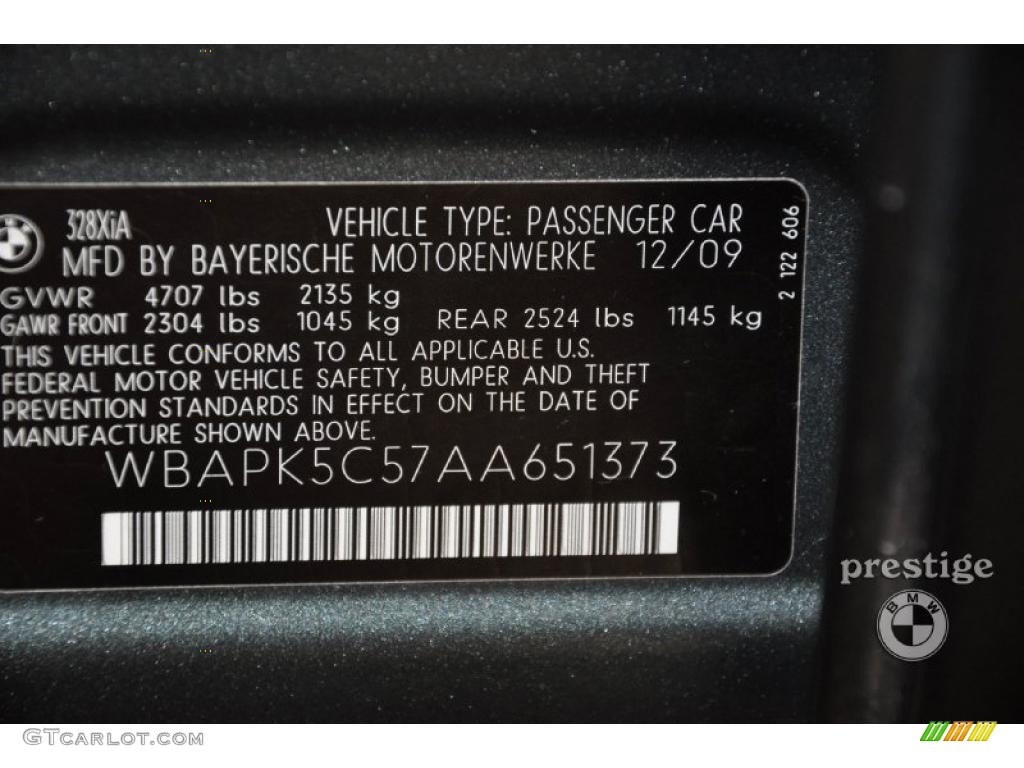 328XiA
VEHICLE TYPE: PASSENGER CAR
MFD BY BAYERISCHE MOTORENWERKE 12/09
GVWR 4707 lbs 2135 kg
GAWR FRONT 2304 lbs 1045 kg REAR 2524 lbs 1145 kg
THIS VEHICLE CONFORMS TO ALL APPLICABLE U.S.
FEDERAL MOTOR VEHICLE SAFETY, BUMPER AND THEFT
PREVENTION STANDARDS IN EFFECT ON THE DATE OF
MANUFACTURE SHOWN ABOVE.
WBAPK5C57AA651373
2 122 606
prestige
BMW
GTCARLOT.COM